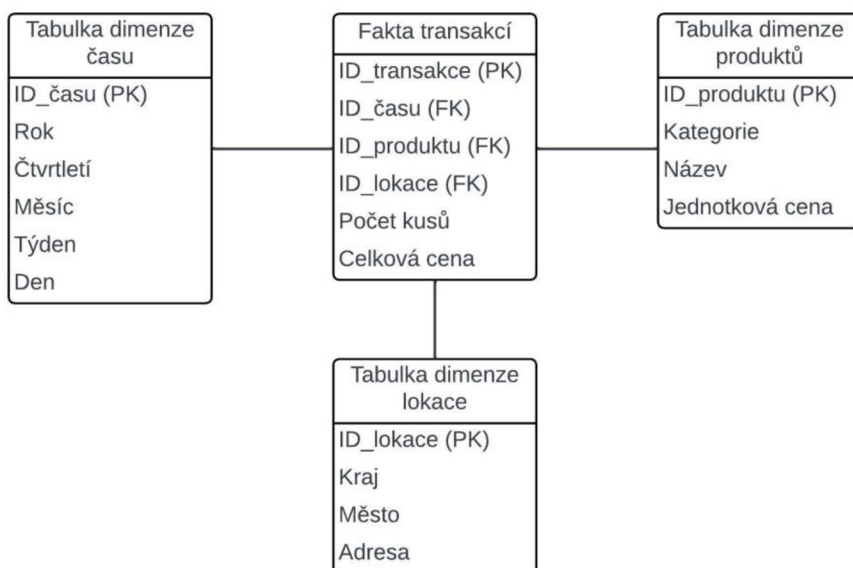 Tabulka dimenze
času
ID_času (PK)
Rok
Čtvrtletí
Měsíc
Týden
Den
Fakta transakcí
ID_transakce (PK)
ID_času (FK)
ID_produktu (FK)
ID_lokace (FK)
Počet kusů
Celková cena
Tabulka dimenze
produktů
ID_produktu (PK)
Kategorie
Název
Jednotková cena
Tabulka dimenze
lokace
ID_lokace (PK)
Kraj
Město
Adresa